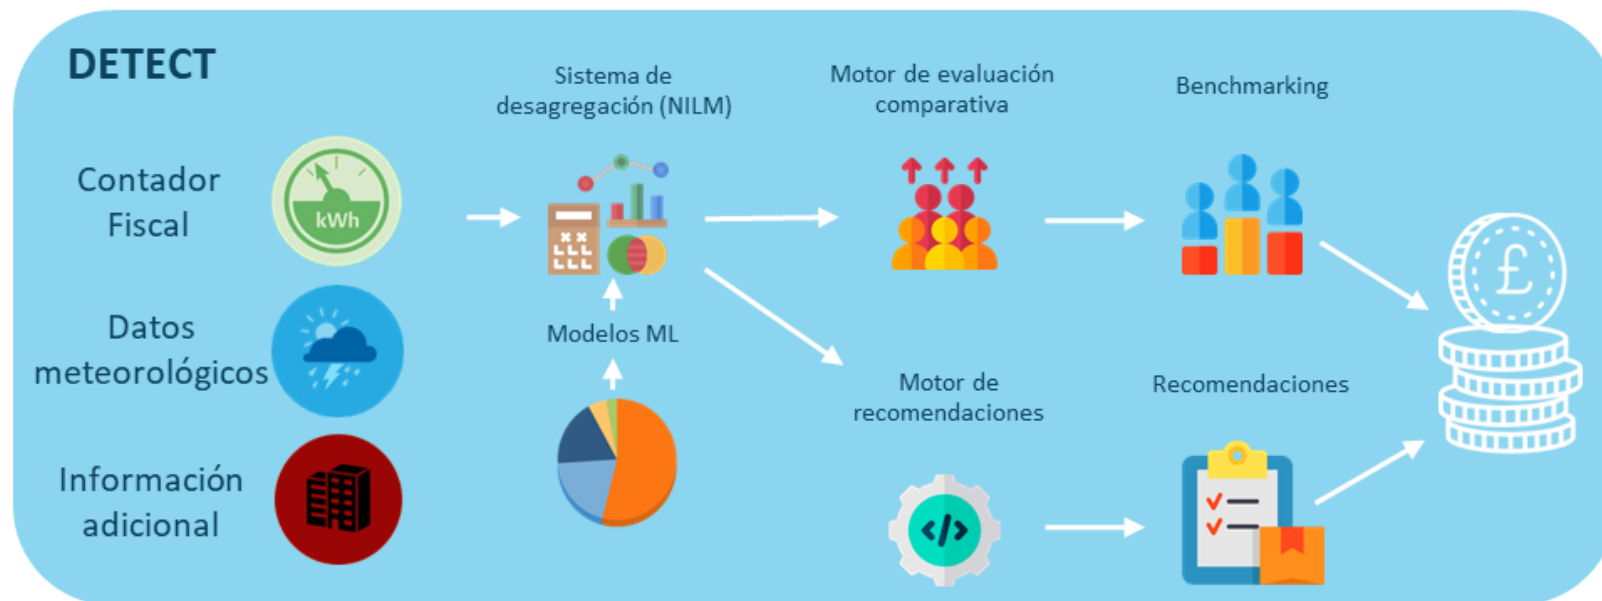 DETECT
Contador
Fiscal
kWh
Datos
meteorológicos
Información
adicional
Sistema de
desagregación (NILM)
Modelos ML
Motor de evaluación
comparativa
Benchmarking
Motor de
recomendaciones
</>
Recomendaciones
£